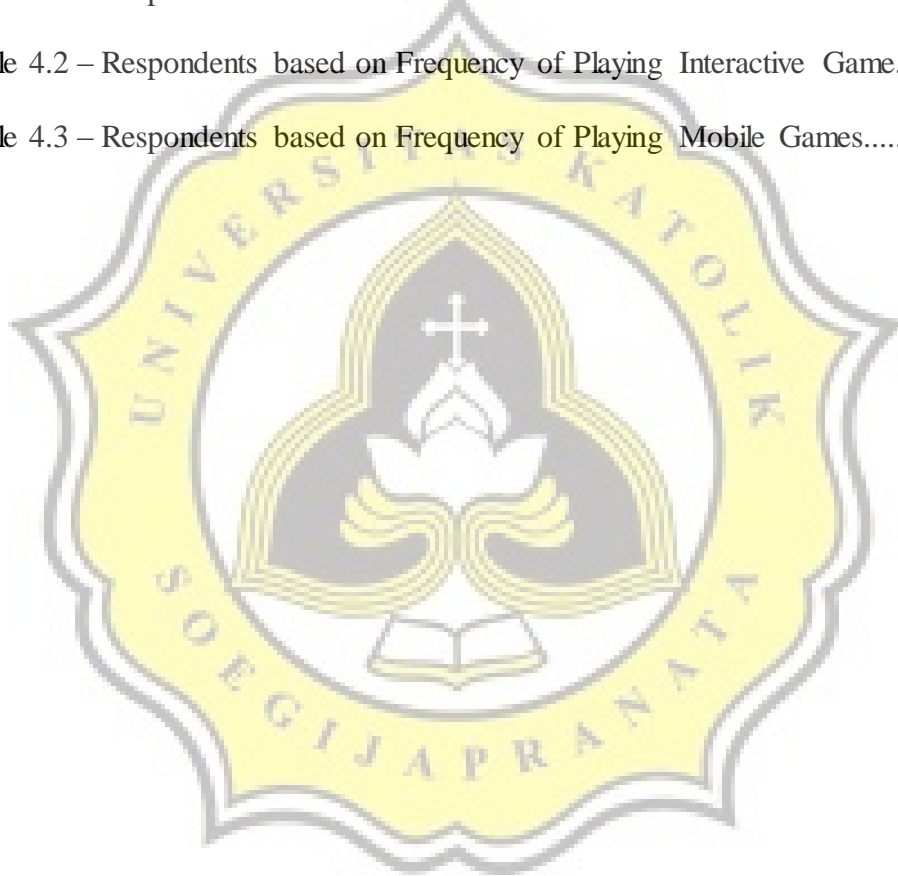 le 4.2 – Respondents based on Frequency of Playing Interactive Game.
le 4.3 – Respondents based on Frequency of Playing Mobile Games.....
UNIVERSITAS KATOLIK
SOEGIJAPRANATA